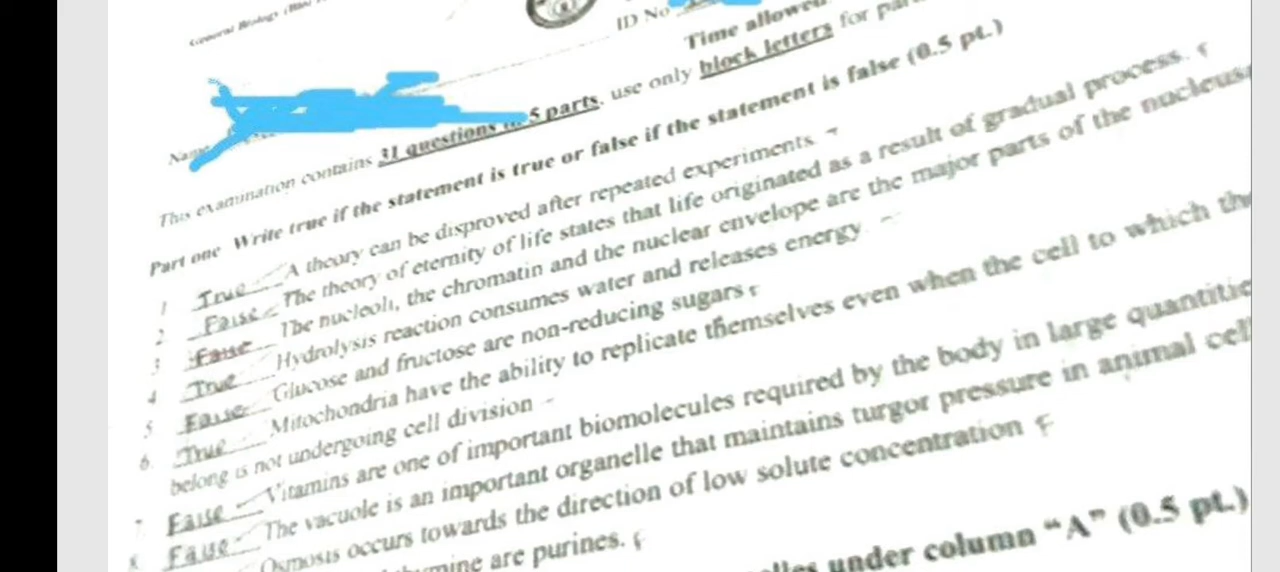 General Biology
ID No
Time allowed
Name
This examination contains 31 questions in 5 parts, use only block letters for
Part one Write true if the statement is true or false if the statement is false (0.5 pt.)
1 True A theory can be disproved after repeated experiments.
2. False The theory of eternity of life states that life originated as a result of gradual process. F
3 False The nucleoli, the chromatin and the nuclear envelope are the major parts of the nucleus
4 True Hydrolysis reaction consumes water and releases energy.
5 False Glucose and fructose are non-reducing sugars F
6. True Mitochondria have the ability to replicate themselves even when the cell to which the
belong is not undergoing cell division
7 False Vitamins are one of important biomolecules required by the body in large quantitie
8 False The vacuole is an important organelle that maintains turgor pressure in animal cell
Osmosis occurs towards the direction of low solute concentration F
are purines. F
under column “A” (0.5 pt.)